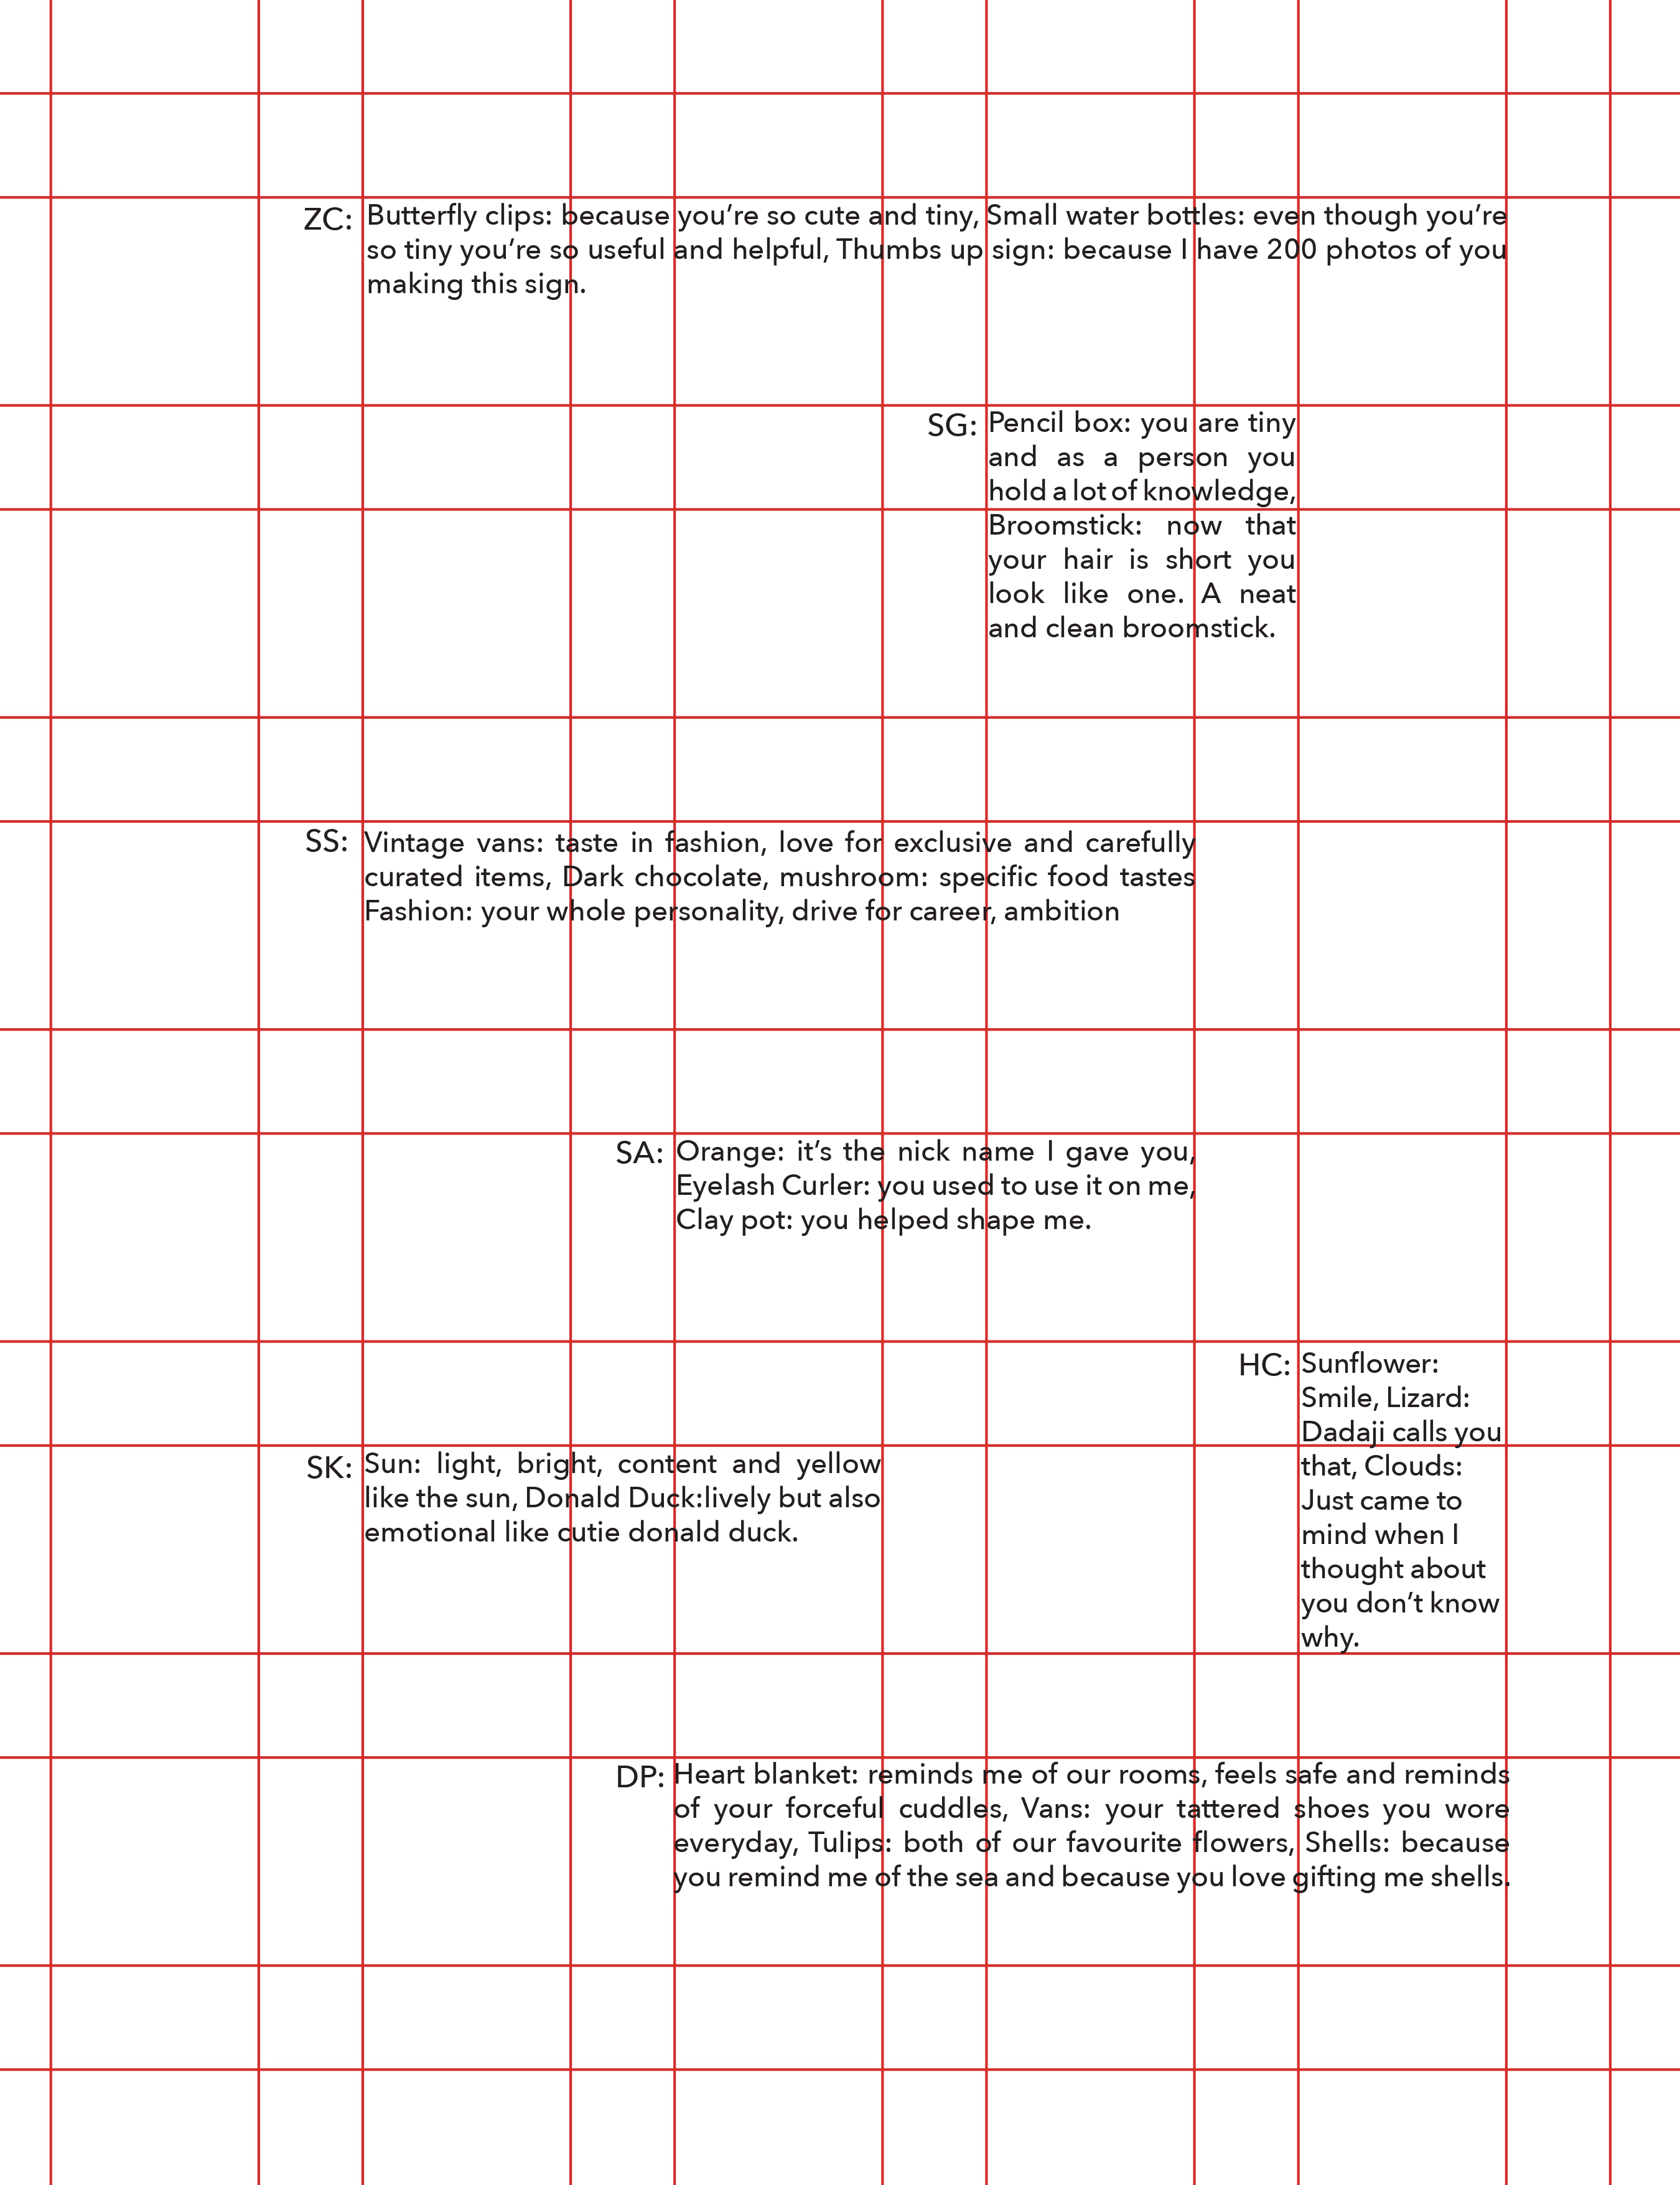 ZC: Butterfly clips: because you’re so cute and tiny, Small water bottles: even though you’re
so tiny you’re so useful and helpful, Thumbs up sign: because I have 200 photos of you
making this sign.
SG: Pencil box: you are tiny
and as a person you
hold a lot of knowledge,
Broomstick: now that
your hair is short you
look like one. A neat
and clean broomstick.
SS: Vintage vans: taste in fashion, love for exclusive and carefully
curated items, Dark chocolate, mushroom: specific food tastes
Fashion: your whole personality, drive for career, ambition
SA: Orange: it’s the nick name I gave you,
Eyelash Curler: you used to use it on me,
Clay pot: you helped shape me.
HC: Sunflower:
Smile, Lizard:
Dadaji calls you
that, Clouds:
Just came to
mind when I
thought about
you don’t know
why.
SK: Sun: light, bright, content and yellow
like the sun, Donald Duck:lively but also
emotional like cutie donald duck.
DP: Heart blanket: reminds me of our rooms, feels safe and reminds
of your forceful cuddles, Vans: your tattered shoes you wore
everyday, Tulips: both of our favourite flowers, Shells: because
you remind me of the sea and because you love gifting me shells.